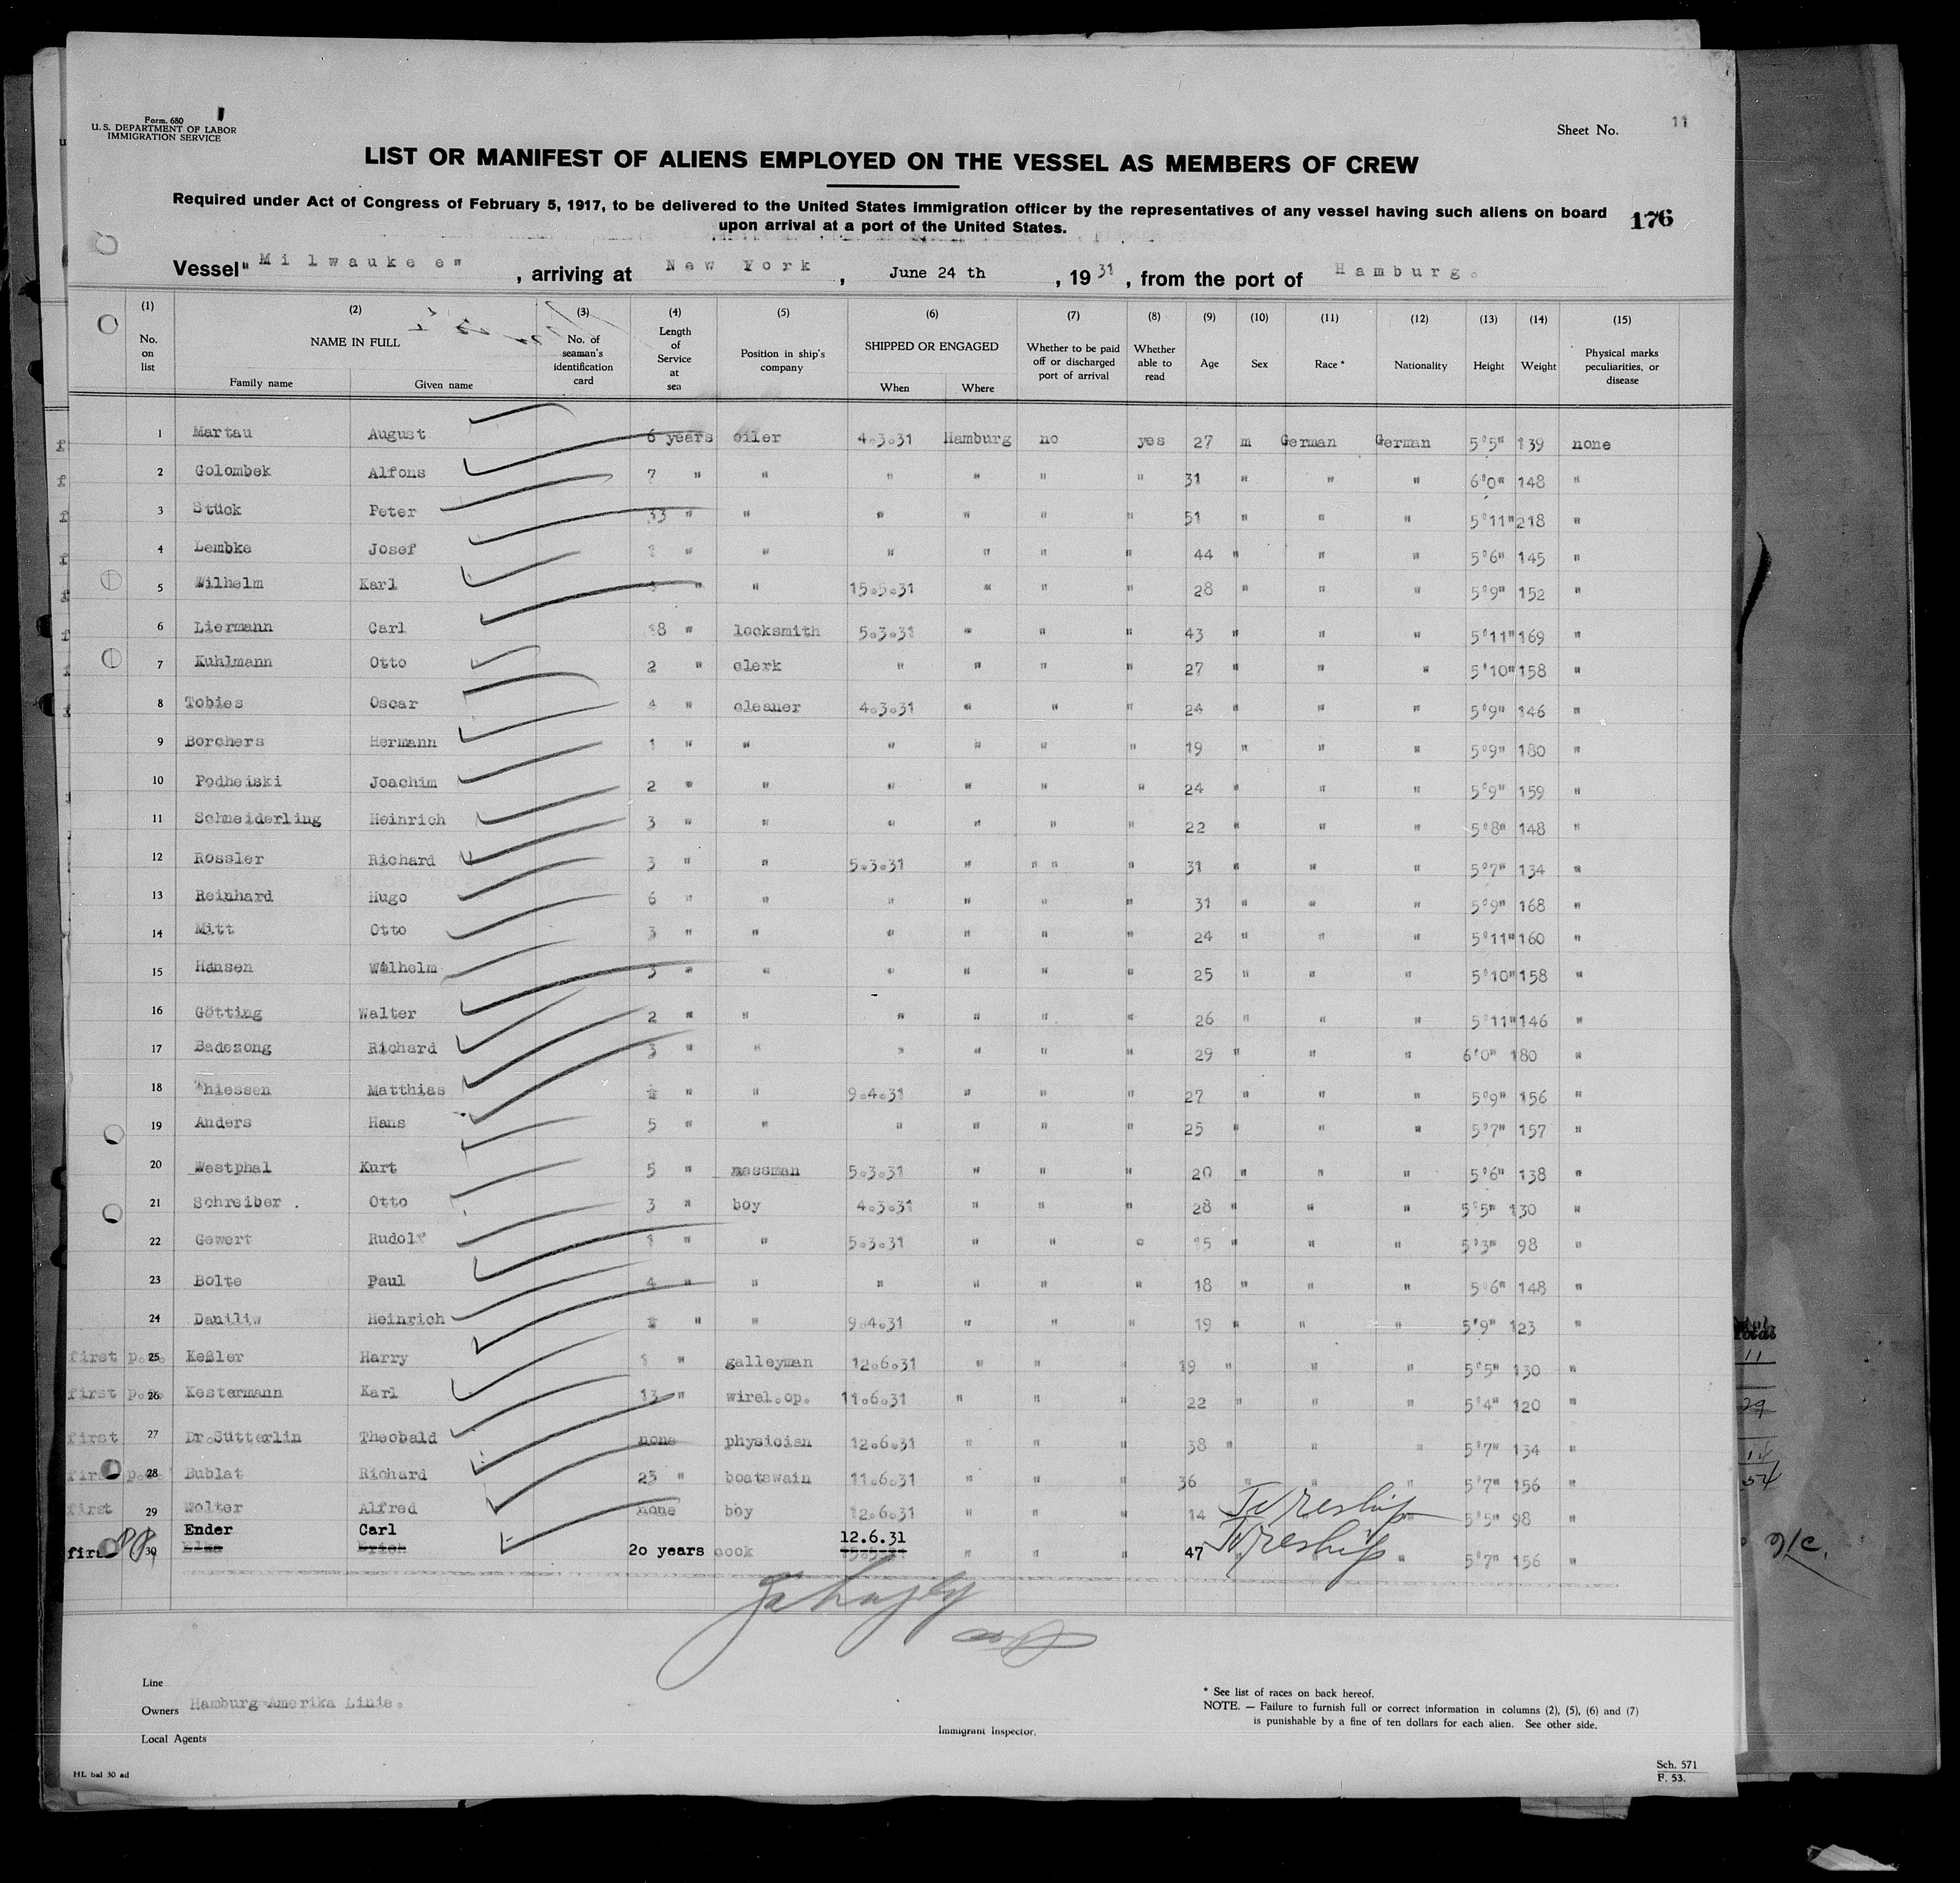 Form. 680
U. S. DEPARTMENT OF LABOR
IMMIGRATION SERVICE
Sheet No. 11
LIST OR MANIFEST OF ALIENS EMPLOYED ON THE VESSEL AS MEMBERS OF CREW
Required under Act of Congress of February 5, 1917, to be delivered to the United States immigration officer by the representatives of any vessel having such aliens on board
upon arrival at a port of the United States.
176
Vessel "Milwaukee", arriving at New York, June 24 th, 1931, from the port of Hamburg.
(1) (2) (3) (4) (5) (6) (7) (8) (9) (10) (11) (12) (13) (14) (15)
No. on list NAME IN FULL Family name Given name No. of seaman's identification card Length of Service at sea Position in ship's company SHIPPED OR ENGAGED When Where Whether to be paid off or discharged port of arrival Whether able to read Age Sex Race * Nationality Height Weight Physical marks peculiarities, or disease
1 Martau August 6 years oiler 4.3.31 Hamburg no yes 27 m German German 5'5" 139 none
2 Golombek Alfons 7 " " " " " " 31 " " " 6'0" 148 "
3 Stück Peter 33 " " " " " " 51 " " " 5'11" 218 "
4 Lembke Josef " " " " " " 44 " " " 5'6" 145 "
5 Wilhelm Karl " " 15.5.31 " " " 28 " " " 5'9" 152 "
6 Liermann Carl 18 " locksmith 5.3.31 " " " 43 " " " 5'11" 169 "
7 Kuhlmann Otto 2 " clerk " " " " 27 " " " 5'10" 158 "
8 Tobies Oscar 4 " cleaner 4.3.31 " " " 24 " " " 5'9" 146 "
9 Borchers Hermann 1 " " " " " " 19 " " " 5'9" 180 "
10 Podheiski Joachim 2 " " " " " " 24 " " " 5'9" 159 "
11 Schneiderling Heinrich 3 " " " " " " 22 " " " 5'8" 148 "
12 Rossler Richard 3 " " 5.3.31 " " " " 31 " " " 5'7" 134 "
13 Reinhard Hugo 6 " " " " " " 31 " " " 5'9" 168 "
14 Mitt Otto 3 " " " " " " 24 " " " 5'11" 160 "
15 Hansen Wilhelm 3 " " " " " " 25 " " " 5'10" 158 "
16 Götting Walter 2 " " " " " " 26 " " " 5'11" 146 "
17 Badezong Richard 3 " " " " " " 29 " " " 6'0" 180 "
18 Thiessen Matthias " " 9.4.31 " " " 27 " " " 5'9" 156 "
19 Anders Hans 5 " " " " " " 25 " " " 5'7" 157 "
20 Westphal Kurt 5 " messman 5.3.31 " " " 20 " " " 5'6" 138 "
21 Schreiber . Otto 3 " boy 4.3.31 " " " 28 " " " 5'5" 130 "
22 Gewert Rudolf " " 5.3.31 " " " 15 " " " 5'3" 98 "
23 Bolte Paul 4 " " " " " " 18 " " " 5'6" 148 "
24 Daniliw Heinrich " " 9.4.31 " " " 19 " " " 5'9" 123 "
first 25 Keßler Harry " galleyman 12.6.31 " " " 19 " " " 5'5" 130 "
first 26 Kestermann Karl 13 " wirel.op. 11.6.31 " " " 22 " " " 5'4" 120 "
first 27 Dr.Sütterlin Theobald none physician 12.6.31 " " " 38 " " " 5'7" 134 "
first 28 Bublat Richard 23 " boatswain 11.6.31 " " " 36 " " " 5'7" 156 "
first 29 Wolter Alfred none boy 12.6.31 " " " 14 " 5'5" 98 "
Ender Carl 12.6.31
first 30 20 years cook " " " 47 " " 5'7" 156 "
Line
Owners Hamburg-Amerika Linie.
Local Agents
Immigrant Inspector.
* See list of races on back hereof.
NOTE. — Failure to furnish full or correct information in columns (2), (5), (6) and (7)
is punishable by a fine of ten dollars for each alien. See other side.
HL bal 30 ad
Sch. 571
F. 53.
Total
11
29
54